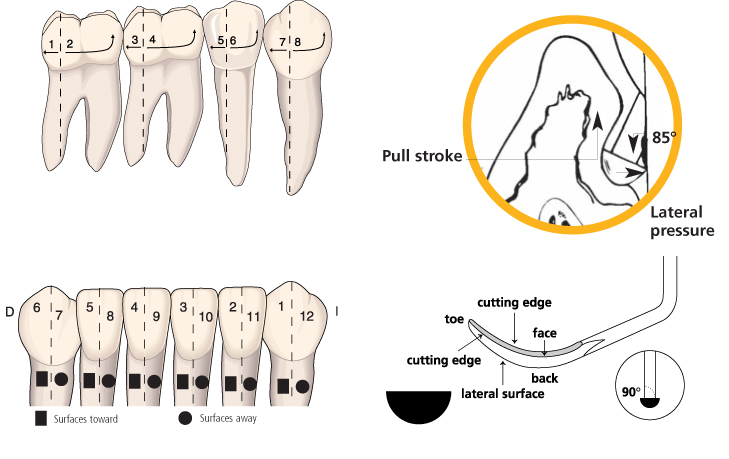 1 2 3 4 5 6 7 8
85°
Pull stroke
Lateral
pressure
D 6 7 5 8 4 9 3 10 2 11 1 12 I
Surfaces toward Surfaces away
cutting edge
toe
face
cutting edge
back
lateral surface
90°